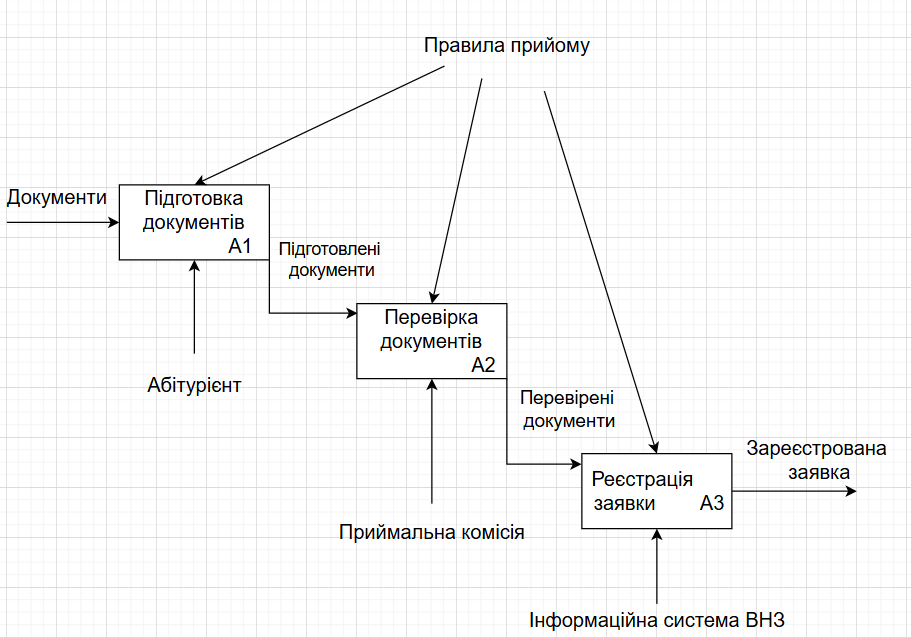 Правила прийому
Документи
Підготовка
документів
А1
Підготовлені
документи
Абітурієнт
Перевірка
документів
А2
Перевірені
документи
Приймальна комісія
Реєстрація
заявки А3
Зареєстрована
заявка
Інформаційна система ВНЗ